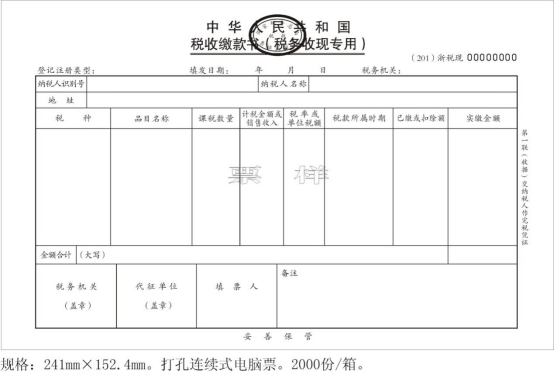 中华人民共和国
税收缴款书（税务收现专用）
（201）浙税现 00000000
登记注册类型： 填发日期： 年 月 日 税务机关：
纳税人识别号 纳税人名称
地 址
税 种 品目名称 课税数量 计税金额或销售收入 税率或单位税额 税款所属时期 已缴或扣除额 实缴金额
票 样
第一联（收据）交纳税人作完税凭证
金额合计 （大写）
税务机关 代征单位 填 票 人 备注
（盖章） （盖章）
妥 善 保 管
规格：241mm×152.4mm。打孔连续式电脑票。2000份/箱。